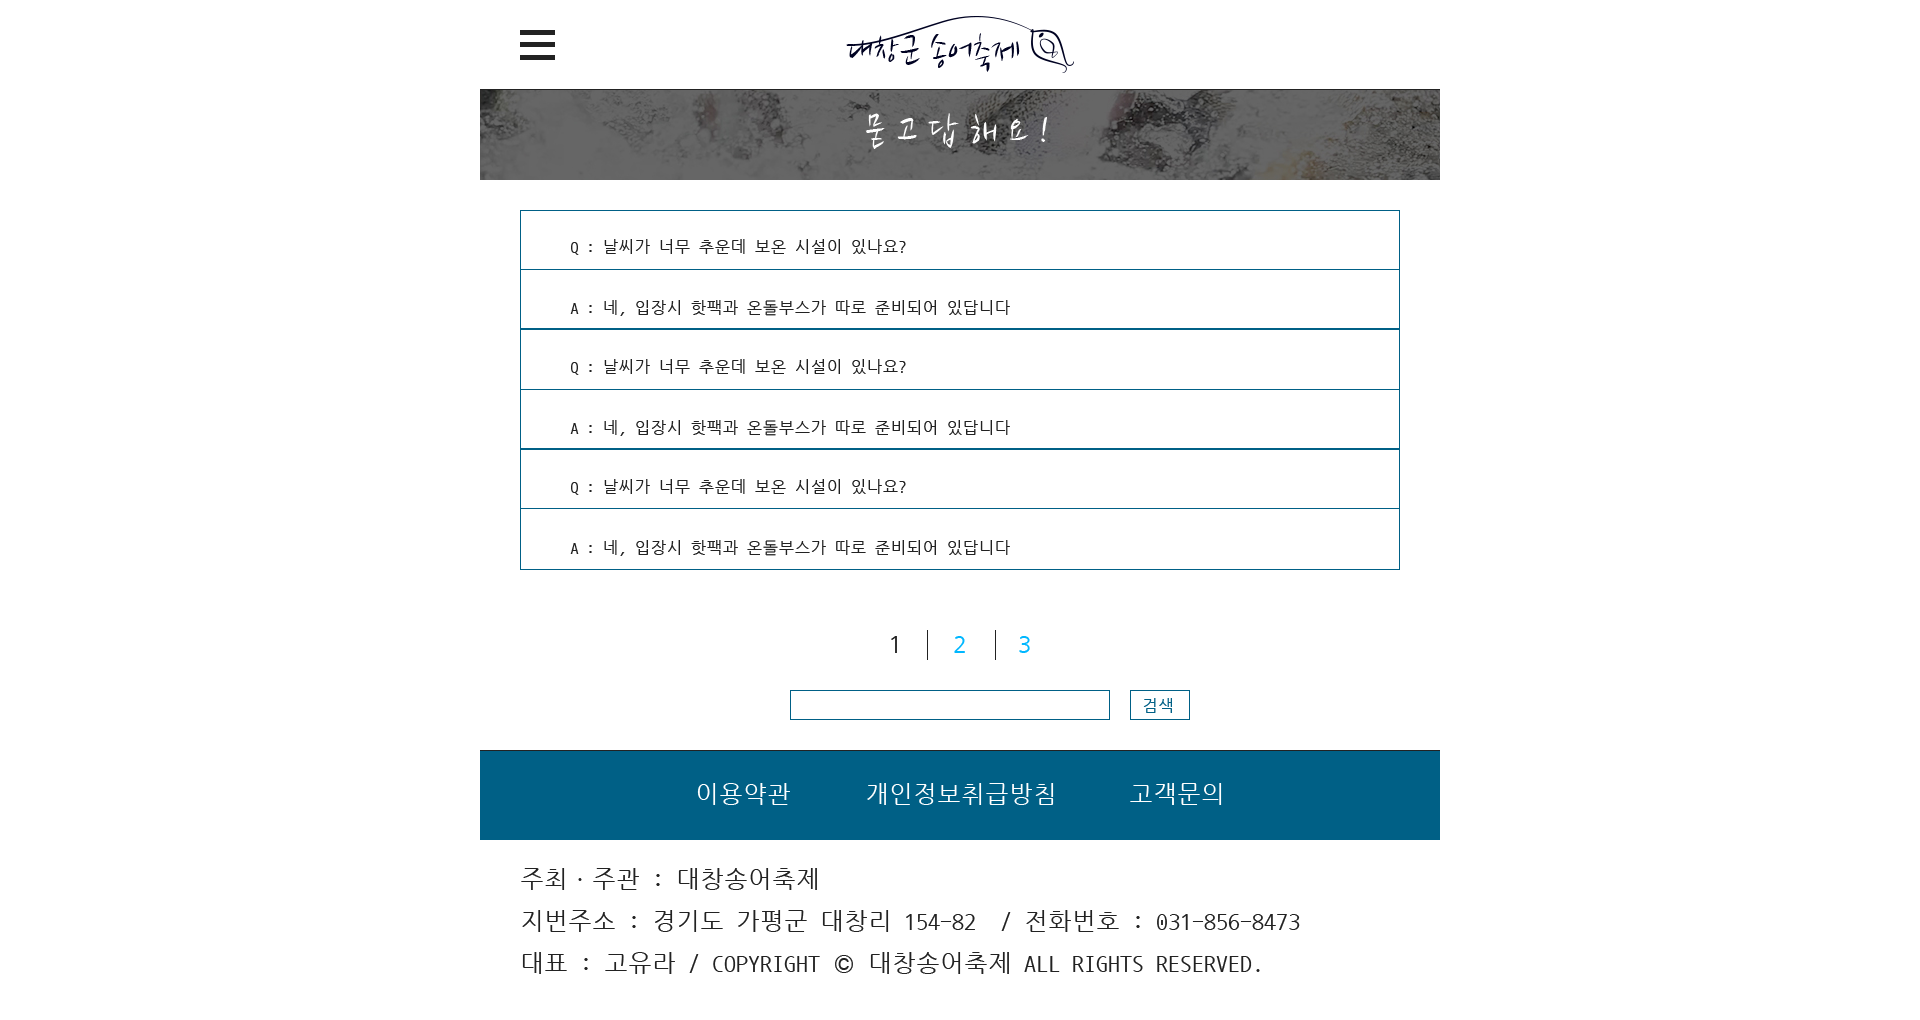 대창군 송어축제
묻고답해요!
Q : 날씨가 너무 추운데 보온 시설이 있나요?
A : 네, 입장시 핫팩과 온돌부스가 따로 준비되어 있답니다
Q : 날씨가 너무 추운데 보온 시설이 있나요?
A : 네, 입장시 핫팩과 온돌부스가 따로 준비되어 있답니다
Q : 날씨가 너무 추운데 보온 시설이 있나요?
A : 네, 입장시 핫팩과 온돌부스가 따로 준비되어 있답니다
1 2 3
검색
이용약관 개인정보취급방침 고객문의
주최·주관 : 대창송어축제
지번주소 : 경기도 가평군 대창리 154-82 / 전화번호 : 031-856-8473
대표 : 고유라 / COPYRIGHT © 대창송어축제 ALL RIGHTS RESERVED.